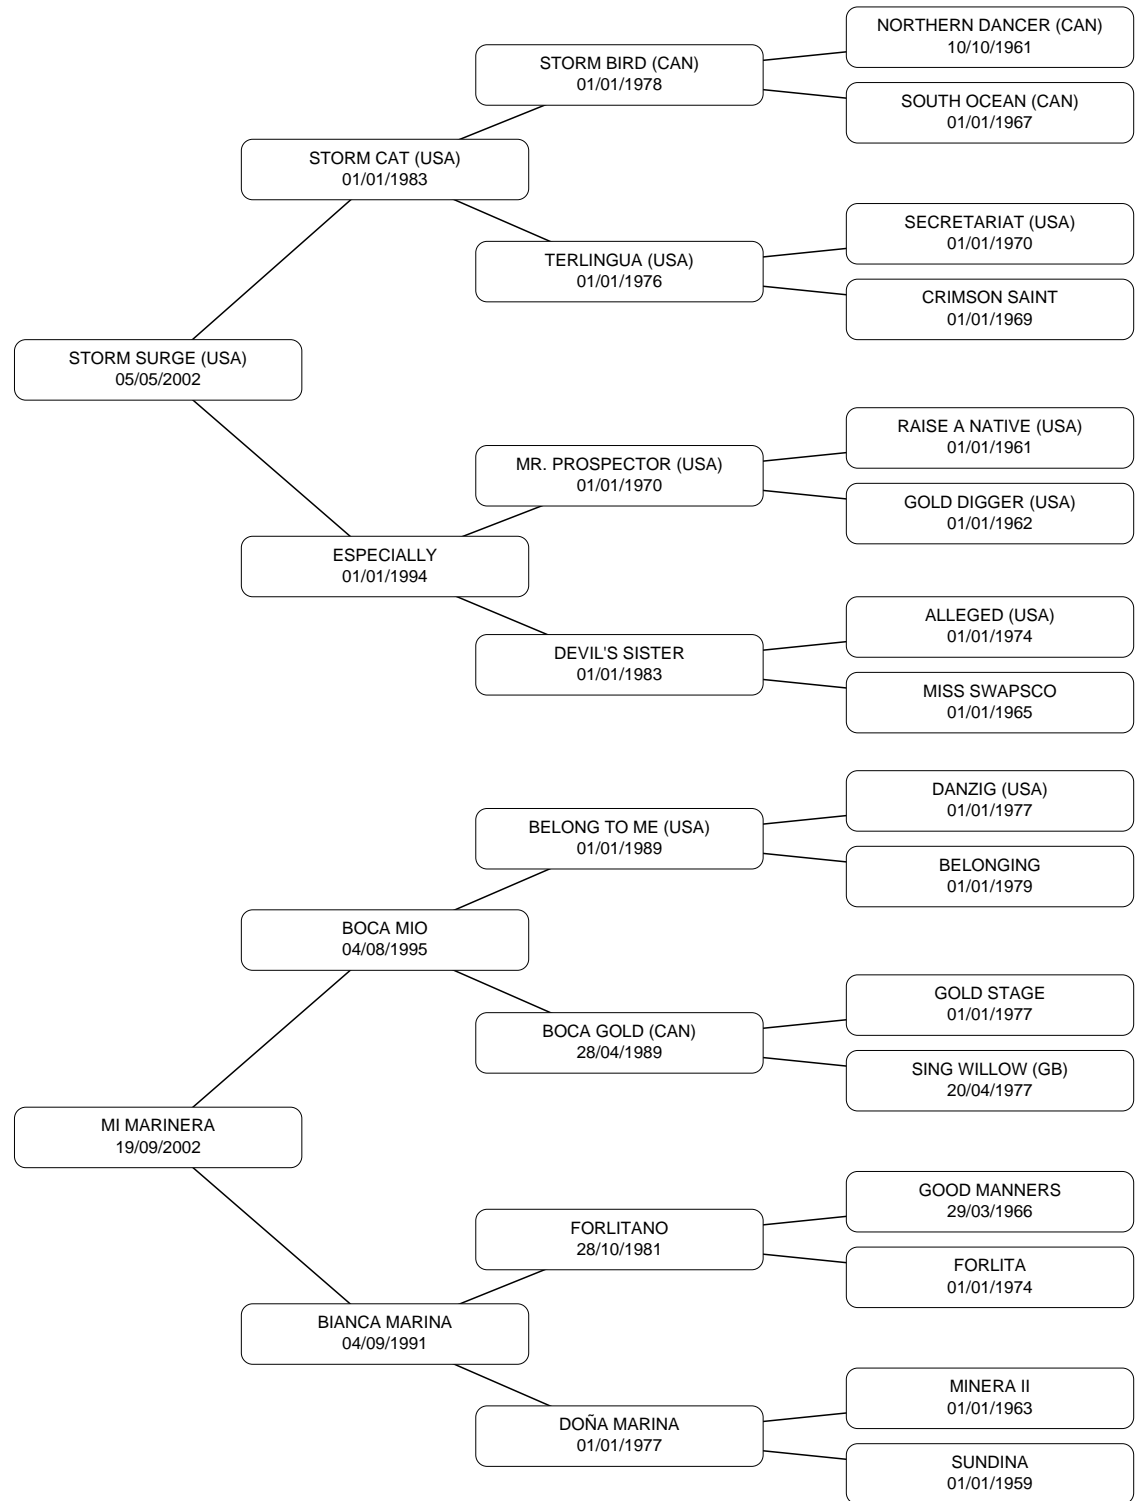 NORTHERN DANCER (CAN)
10/10/1961
STORM BIRD (CAN)
01/01/1978
SOUTH OCEAN (CAN)
01/01/1967
STORM CAT (USA)
01/01/1983
SECRETARIAT (USA)
01/01/1970
TERLINGUA (USA)
01/01/1976
CRIMSON SAINT
01/01/1969
STORM SURGE (USA)
05/05/2002
RAISE A NATIVE (USA)
01/01/1961
MR. PROSPECTOR (USA)
01/01/1970
GOLD DIGGER (USA)
01/01/1962
ESPECIALLY
01/01/1994
ALLEGED (USA)
01/01/1974
DEVIL'S SISTER
01/01/1983
MISS SWAPSCO
01/01/1965
DANZIG (USA)
01/01/1977
BELONG TO ME (USA)
01/01/1989
BELONGING
01/01/1979
BOCA MIO
04/08/1995
GOLD STAGE
01/01/1977
BOCA GOLD (CAN)
28/04/1989
SING WILLOW (GB)
20/04/1977
MI MARINERA
19/09/2002
GOOD MANNERS
29/03/1966
FORLITANO
28/10/1981
FORLITA
01/01/1974
BIANCA MARINA
04/09/1991
MINERA II
01/01/1963
DOÑA MARINA
01/01/1977
SUNDINA
01/01/1959